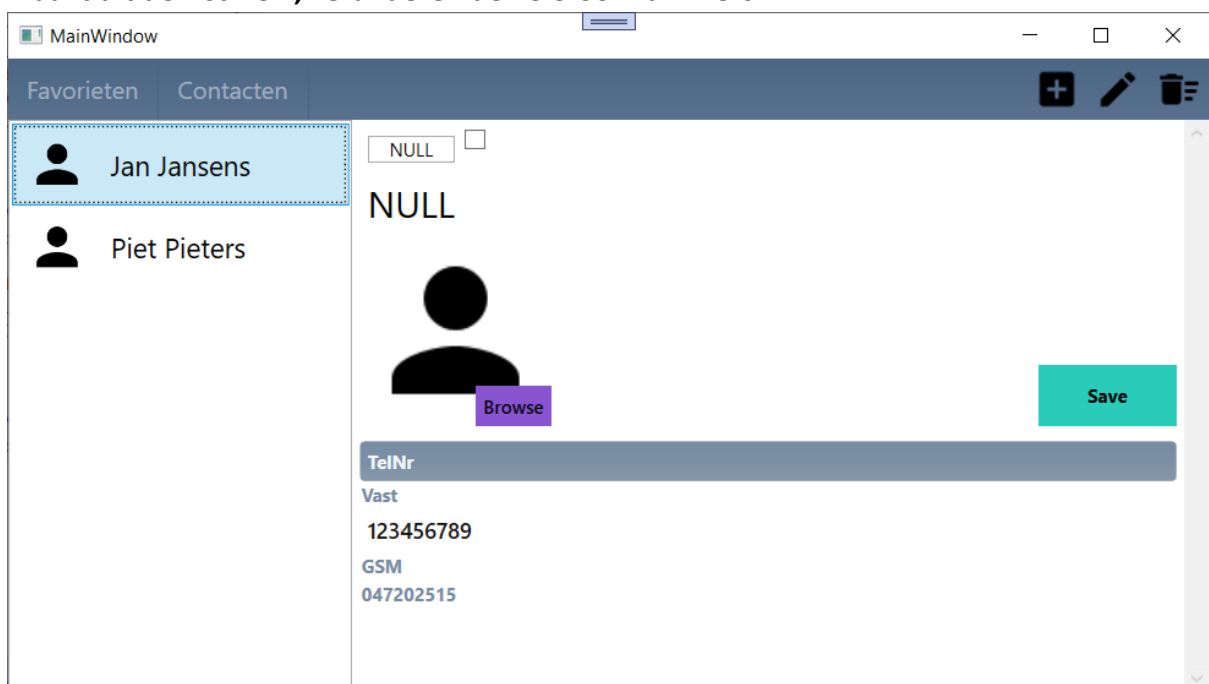 MainWindow
Favorieten Contacten
Jan Jansens
Piet Pieters
NULL
NULL
Browse
Save
TelNr
Vast
123456789
GSM
047202515